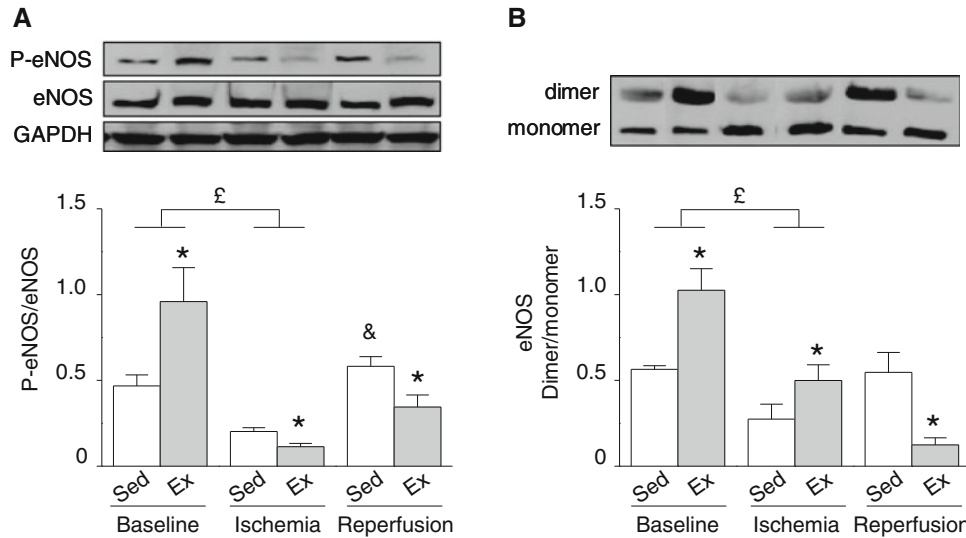 A
P-eNOS
eNOS
GAPDH
£
1.5
1.0
0.5
0
P-eNOS/eNOS
*
*
&
*
Sed Ex Sed Ex Sed Ex
Baseline Ischemia Reperfusion
B
dimer
monomer
£
1.5
1.0
0.5
0
eNOS
Dimer/monomer
*
*
*
Sed Ex Sed Ex Sed Ex
Baseline Ischemia Reperfusion